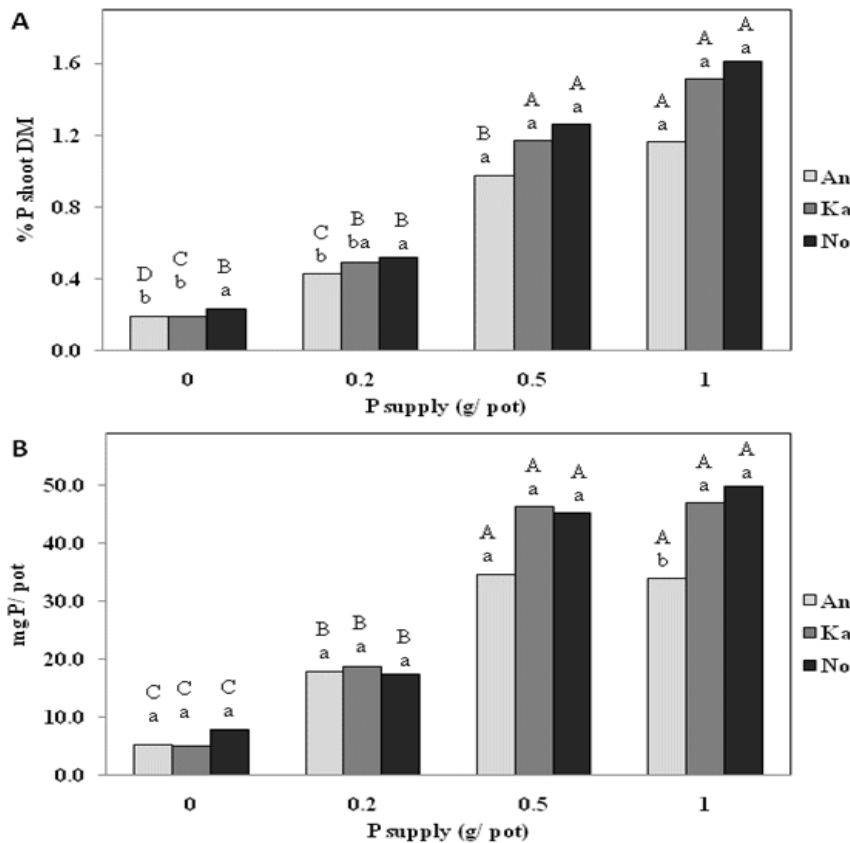 A
% P shoot DM
1.6
1.2
0.8
0.4
0.0
D C B
b b a
C B B
b ba a
B A A
a a a
A A A
a a a
0 0.2 0.5 1
P supply (g/ pot)
An
Ka
No
B
mg P/ pot
50.0
40.0
30.0
20.0
10.0
0.0
C C C
a a a
B B B
a a a
A A A
a a a
A A A
b a a
0 0.2 0.5 1
P supply (g/ pot)
An
Ka
No